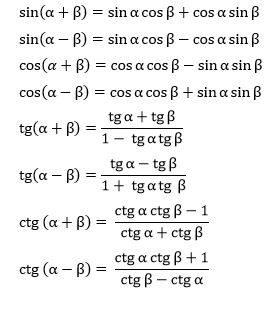 sin(α + β) = sin α cos β + cos α sin β
sin(α − β) = sin α cos β − cos α sin β
cos(α + β) = cos α cos β − sin α sin β
cos(α − β) = cos α cos β + sin α sin β
tg(α + β) = (tg α + tg β) / (1 − tg α tg β)
tg(α − β) = (tg α − tg β) / (1 + tg α tg β)
ctg (α + β) = (ctg α ctg β − 1) / (ctg α + ctg β)
ctg (α − β) = (ctg α ctg β + 1) / (ctg β − ctg α)